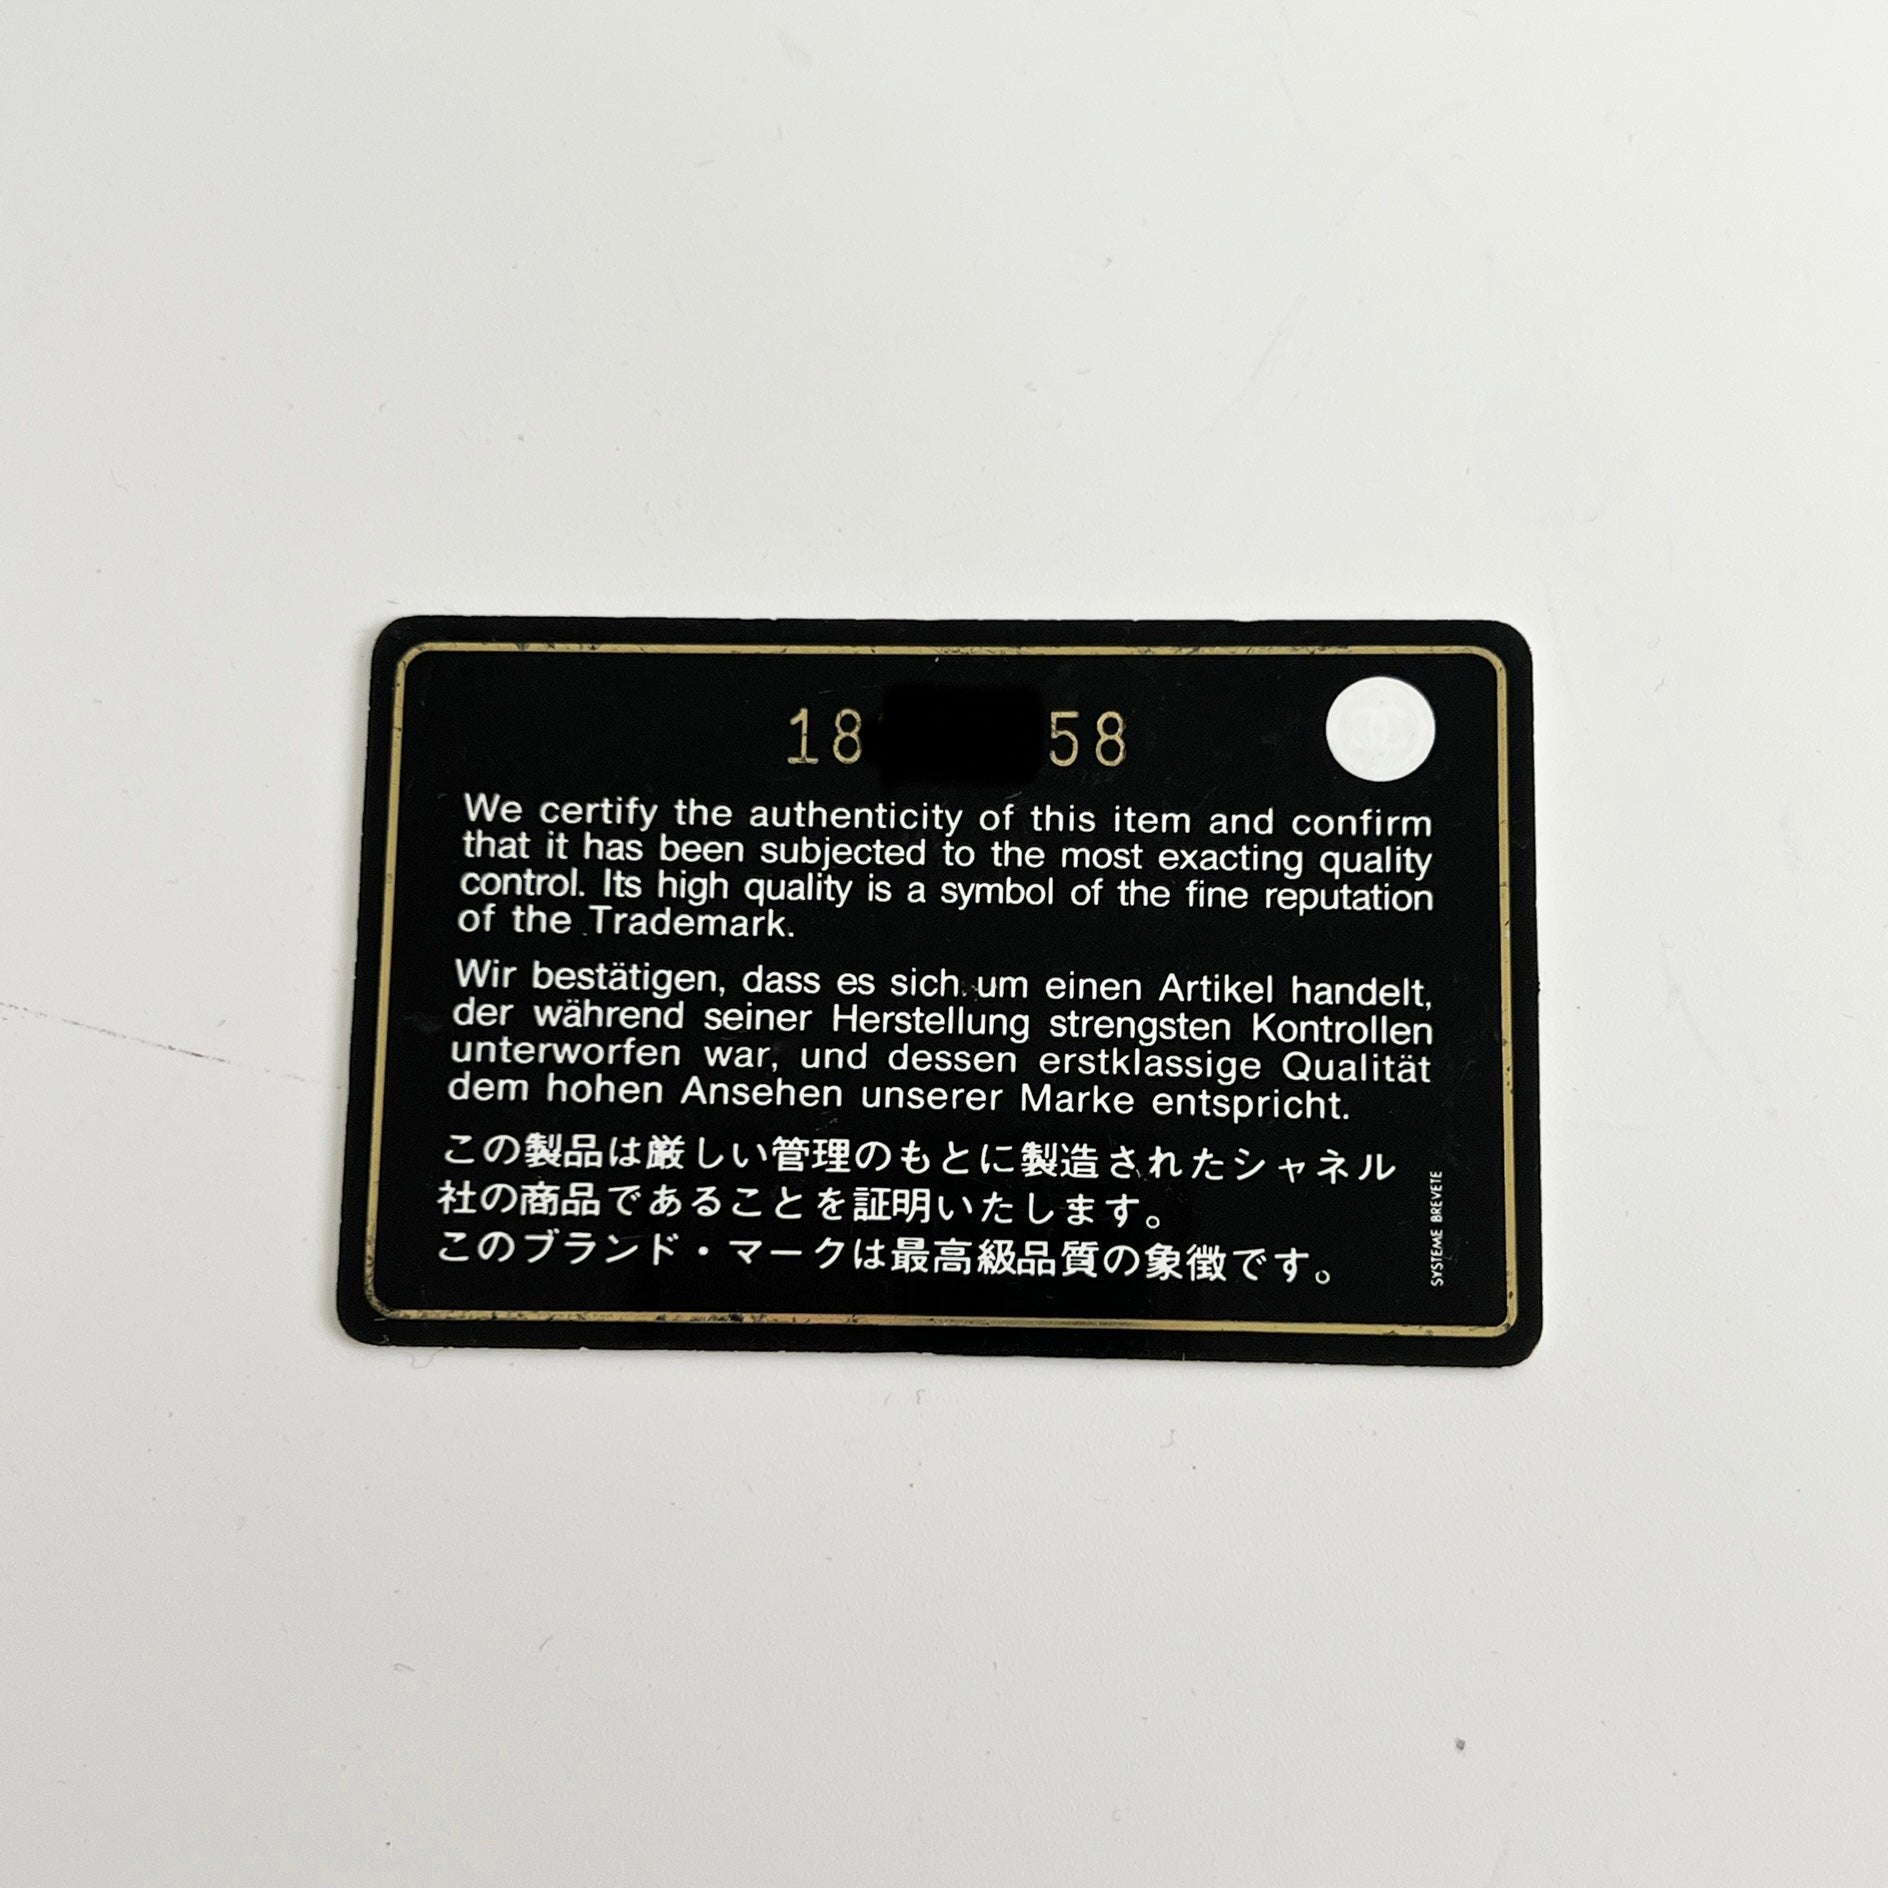 18 58
We certify the authenticity of this item and confirm
that it has been subjected to the most exacting quality
control. Its high quality is a symbol of the fine reputation
of the Trademark.
Wir bestätigen, dass es sich um einen Artikel handelt,
der während seiner Herstellung strengsten Kontrollen
unterworfen war, und dessen erstklassige Qualität
dem hohen Ansehen unserer Marke entspricht.
この製品は厳しい管理のもとに製造されたシャネル
社の商品であることを証明いたします。
このブランド・マークは最高級品質の象徴です。
SYSTEME BREVETE